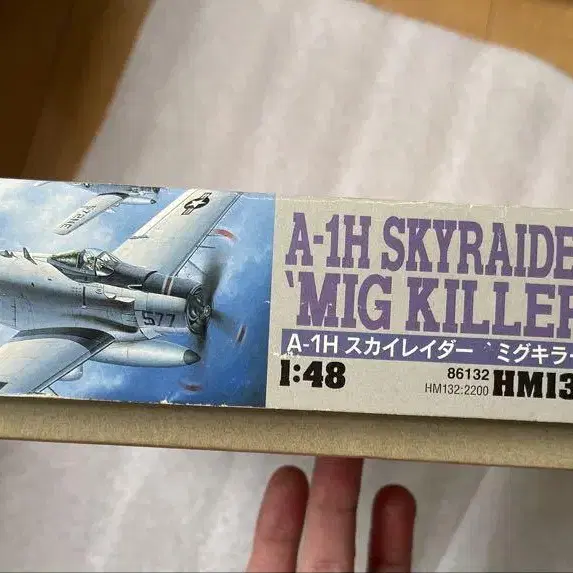 A-1H SKYRAIDE
'MIG KILLER
A-1H スカイレイダー 'ミグキラー
1:48
86132
HM132:2200
HM13
577